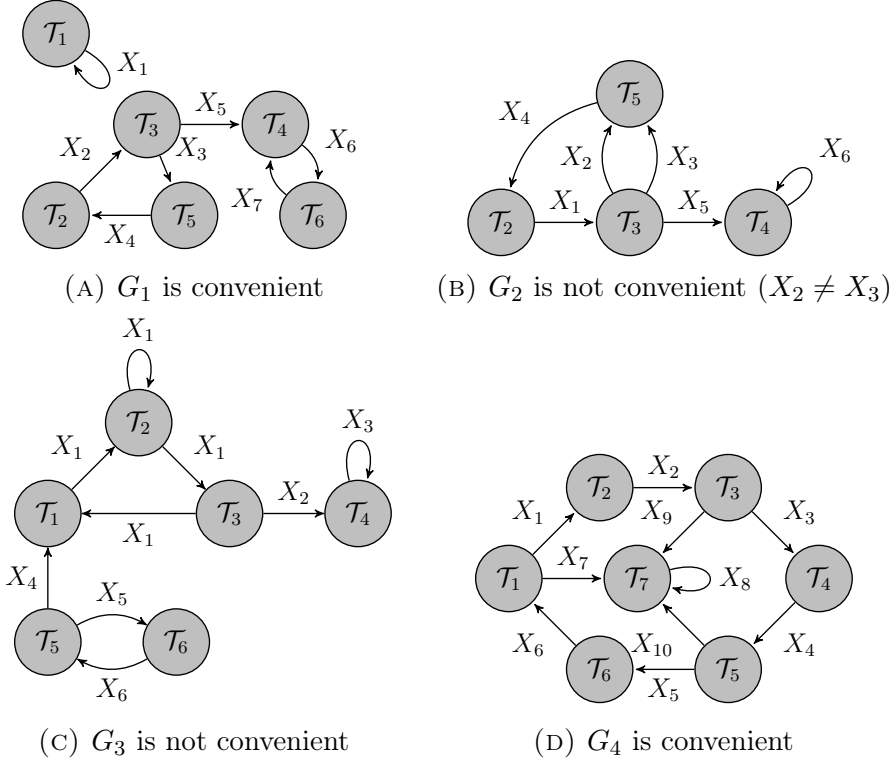 𝒯₁
X₁
𝒯₃
X₅
𝒯₄
X₂
X₃
X₆
𝒯₂
X₄
𝒯₅
X₇
𝒯₆
(A) G₁ is convenient
𝒯₅
X₄
X₂
X₃
X₆
𝒯₂
X₁
𝒯₃
X₅
𝒯₄
(B) G₂ is not convenient (X₂ ≠ X₃)
X₁
𝒯₂
X₁
X₁
X₃
𝒯₁
X₁
𝒯₃
X₂
𝒯₄
X₄
X₅
𝒯₅
𝒯₆
X₆
(C) G₃ is not convenient
𝒯₂
X₂
𝒯₃
X₁
X₉
X₃
𝒯₁
X₇
𝒯₇
X₈
𝒯₄
X₆
X₁₀
X₄
𝒯₆
X₅
𝒯₅
(D) G₄ is convenient